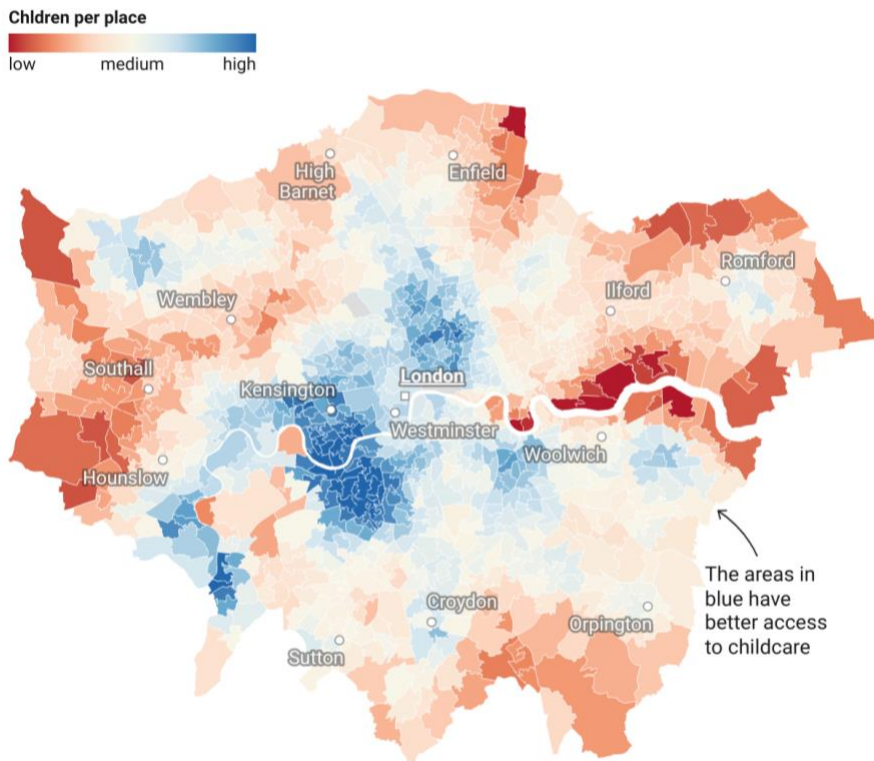 Chldren per place
low medium high
High
Barnet
Enfield
Romford
Wembley
Ilford
Southall
Kensington
London
Westminster
Woolwich
Hounslow
The areas in
blue have
better access
to childcare
Croydon
Orpington
Sutton